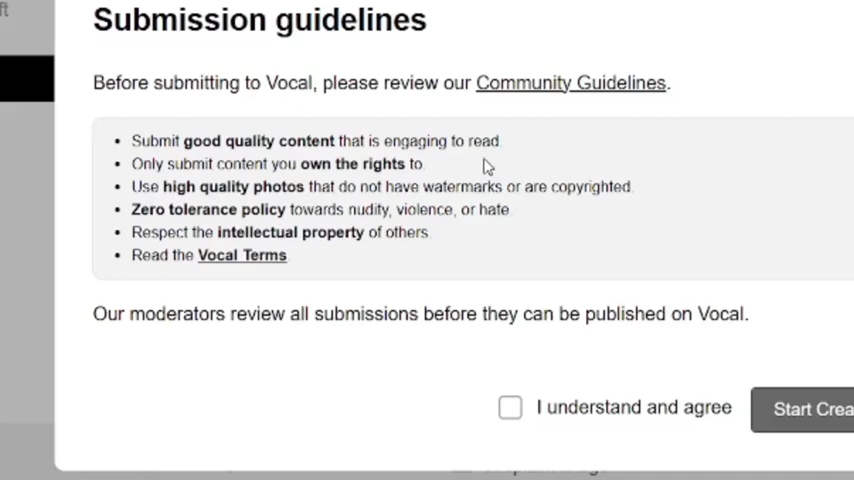 ft
Submission guidelines
Before submitting to Vocal, please review our Community Guidelines.
• Submit good quality content that is engaging to read.
• Only submit content you own the rights to.
• Use high quality photos that do not have watermarks or are copyrighted.
• Zero tolerance policy towards nudity, violence, or hate.
• Respect the intellectual property of others.
• Read the Vocal Terms.
Our moderators review all submissions before they can be published on Vocal.
I understand and agree
Start Crea